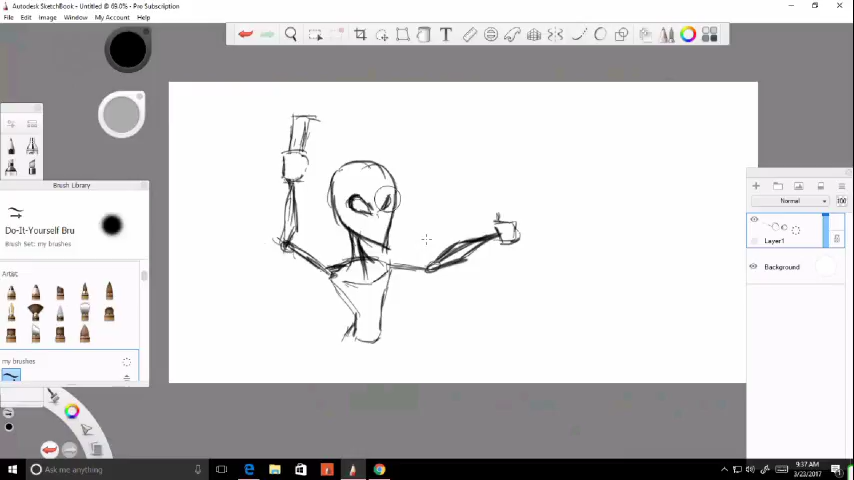 Autodesk SketchBook - Untitled @ 69.0% - Pre Subscription
File Edit Image Window My Account Help
T
Brush Library
Do-It-Yourself Bru
Brush Set: my brushes
Artist
my brushes
Normal
100
Layer1
Background
Ask me anything
9:37 AM
3/23/2017